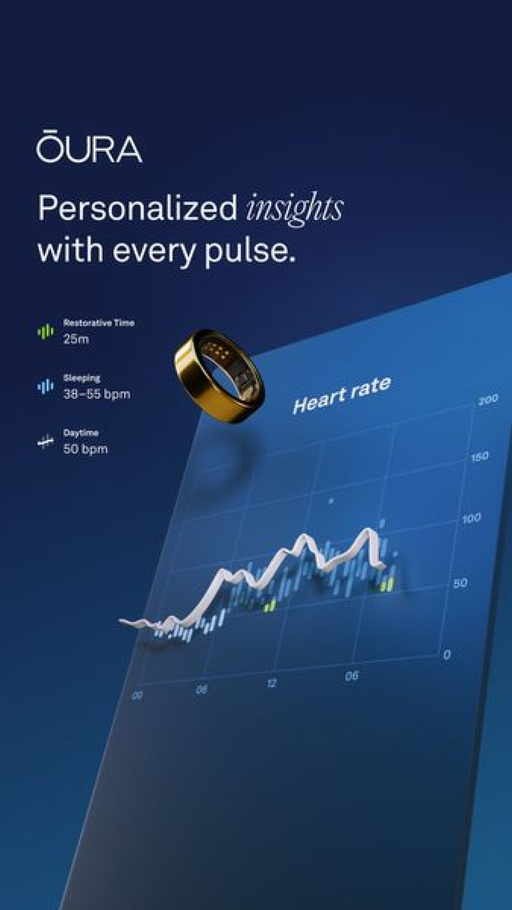 ŌURA
Personalized insights
with every pulse.
Restorative Time
25m
Sleeping
38–55 bpm
Daytime
50 bpm
Heart rate
200
150
100
50
0
00
06
12
06